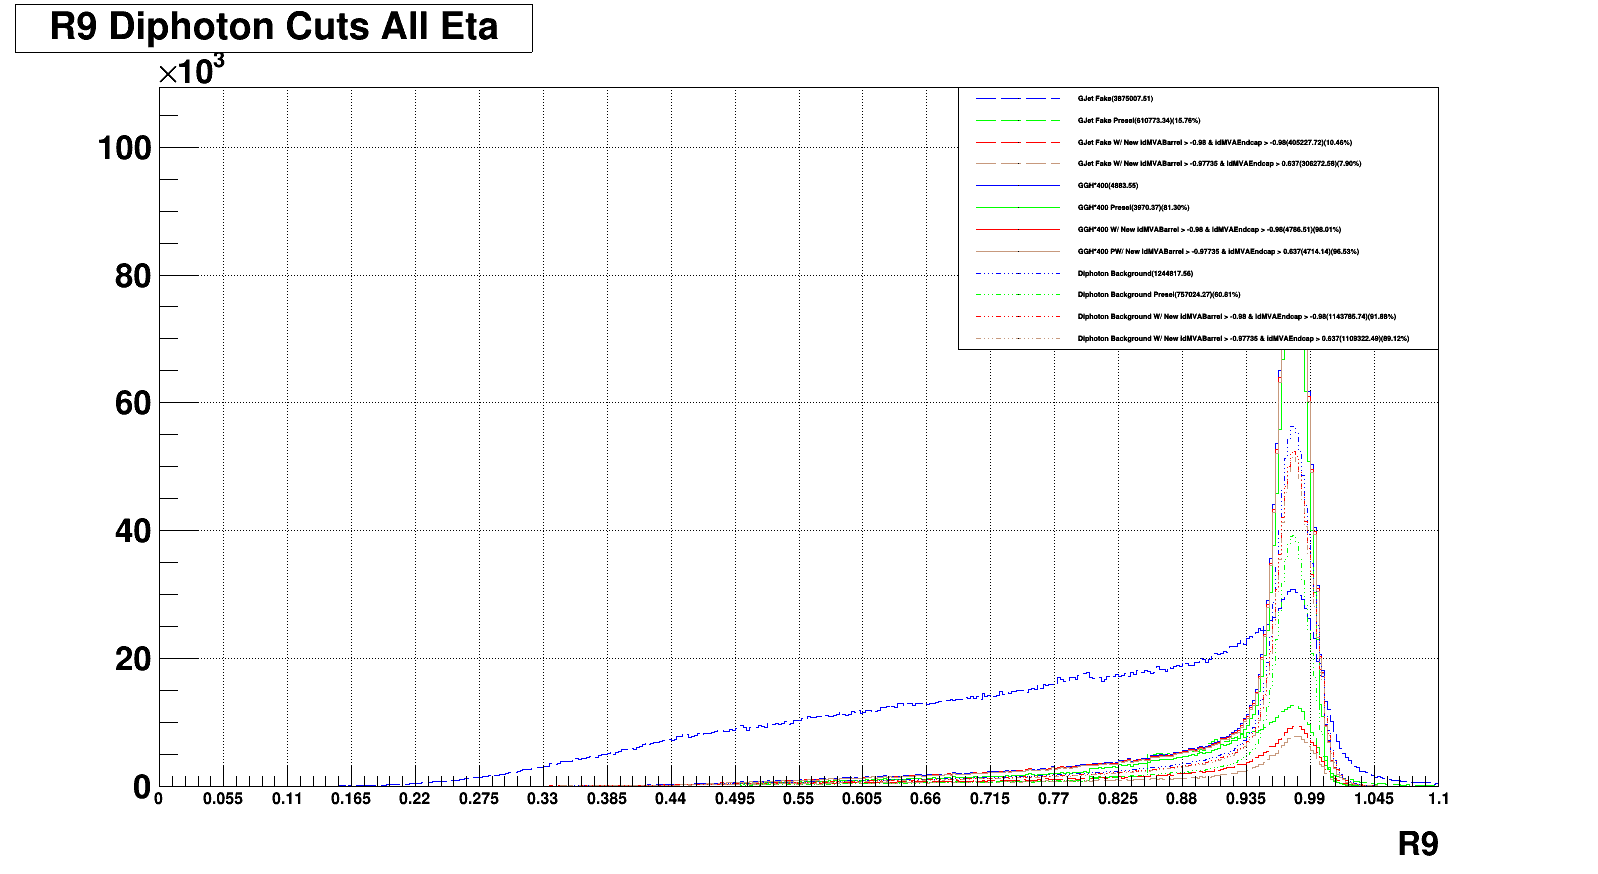 R9 Diphoton Cuts All Eta
×10³
100
80
60
40
20
0
GJet Fake(3875007.51)
GJet Fake Presel(610773.34)(15.76%)
GJet Fake W/ New idMVABarrel > -0.98 & idMVAEndcap > -0.98(405227.72)(10.46%)
GJet Fake W/ New idMVABarrel > -0.97735 & idMVAEndcap > 0.637(306272.56)(7.90%)
GGH*400(4883.55)
GGH*400 Presel(3970.37)(81.30%)
GGH*400 W/ New idMVABarrel > -0.98 & idMVAEndcap > -0.98(4786.51)(98.01%)
GGH*400 PW/ New idMVABarrel > -0.97735 & idMVAEndcap > 0.637(4714.14)(96.53%)
Diphoton Background(1244817.56)
Diphoton Background Presel(757024.27)(60.81%)
Diphoton Background W/ New idMVABarrel > -0.98 & idMVAEndcap > -0.98(1143785.74)(91.88%)
Diphoton Background W/ New idMVABarrel > -0.97735 & idMVAEndcap > 0.637(1109322.49)(89.12%)
0 0.055 0.11 0.165 0.22 0.275 0.33 0.385 0.44 0.495 0.55 0.605 0.66 0.715 0.77 0.825 0.88 0.935 0.99 1.045 1.1
R9